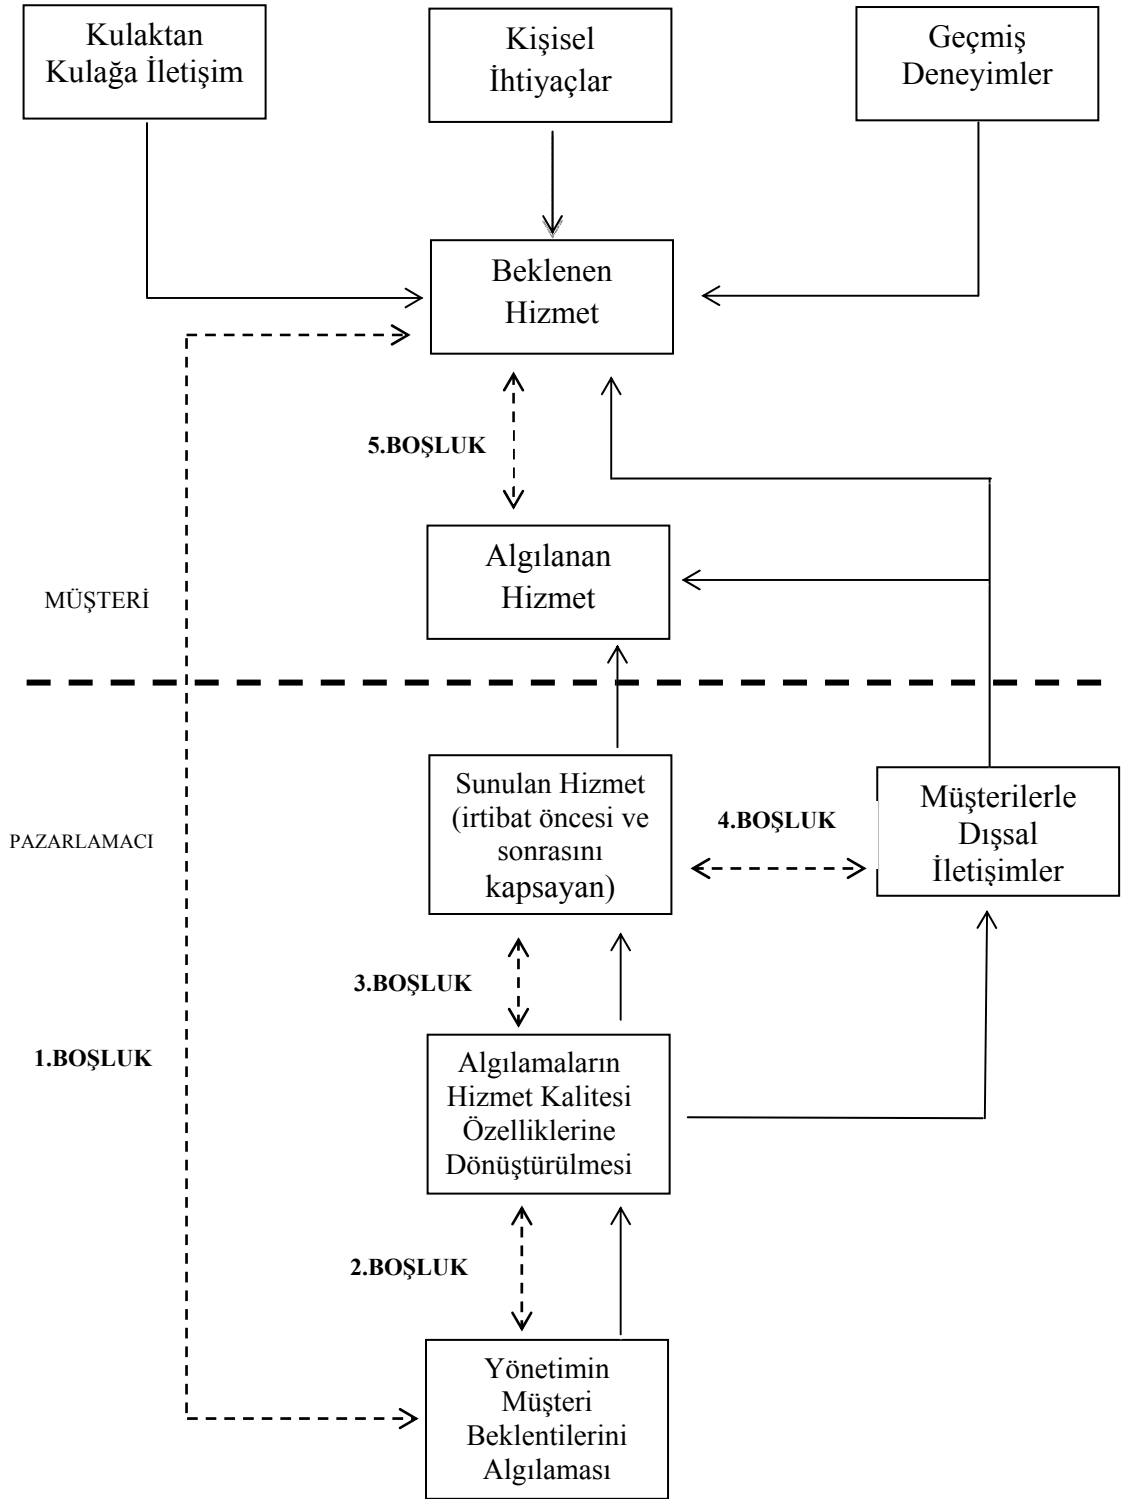 Kulaktan
Kulağa İletişim
Kişisel
İhtiyaçlar
Geçmiş
Deneyimler
Beklenen
Hizmet
5.BOŞLUK
Algılanan
Hizmet
MÜŞTERİ
Sunulan Hizmet
(irtibat öncesi ve
sonrasını
kapsayan)
4.BOŞLUK
Müşterilerle
Dışsal
İletişimler
PAZARLAMACI
3.BOŞLUK
1.BOŞLUK
Algılamaların
Hizmet Kalitesi
Özelliklerine
Dönüştürülmesi
2.BOŞLUK
Yönetimin
Müşteri
Beklentilerini
Algılaması